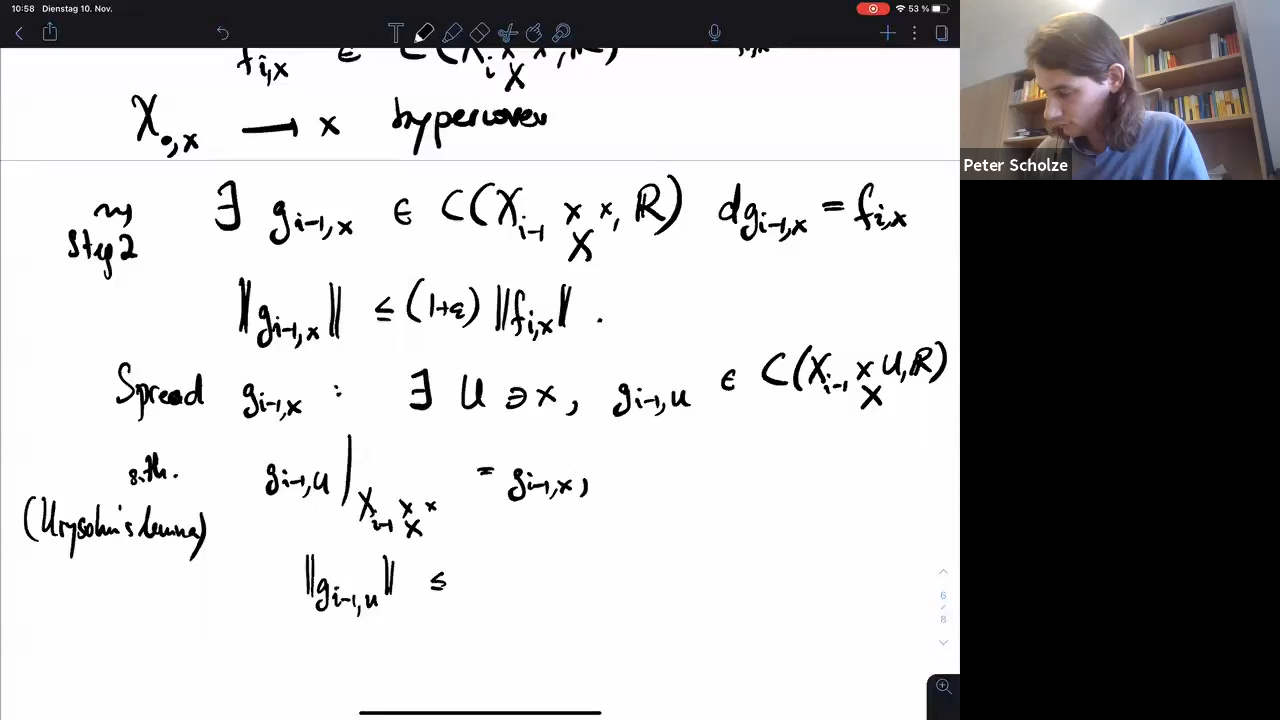 10:58 Dienstag 10. Nov.
53 %
Peter Scholze
X•,x → x hypercover
⇝ ∃ g_{i-1,x} ∈ C(X_{i-1} ×_X x, ℝ) dg_{i-1,x} = f_{i,x}
Step 2
‖g_{i-1,x}‖ ≤ (1+ε) ‖f_{i,x}‖ .
Spread g_{i-1,x} : ∃ U ∋ x, g_{i-1,U} ∈ C(X_{i-1} ×_X U, ℝ)
s.th. g_{i-1,U} |_{X_{i-1} ×_X x} = g_{i-1,x},
(Urysohn's lemma)
‖g_{i-1,U}‖ ≤
6
/
8